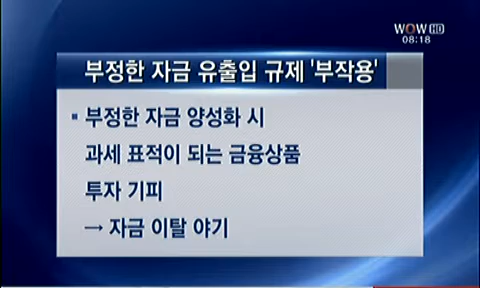 WOW HD
08:18
부정한 자금 유출입 규제 '부작용'
▪ 부정한 자금 양성화 시
과세 표적이 되는 금융상품
투자 기피
→ 자금 이탈 야기